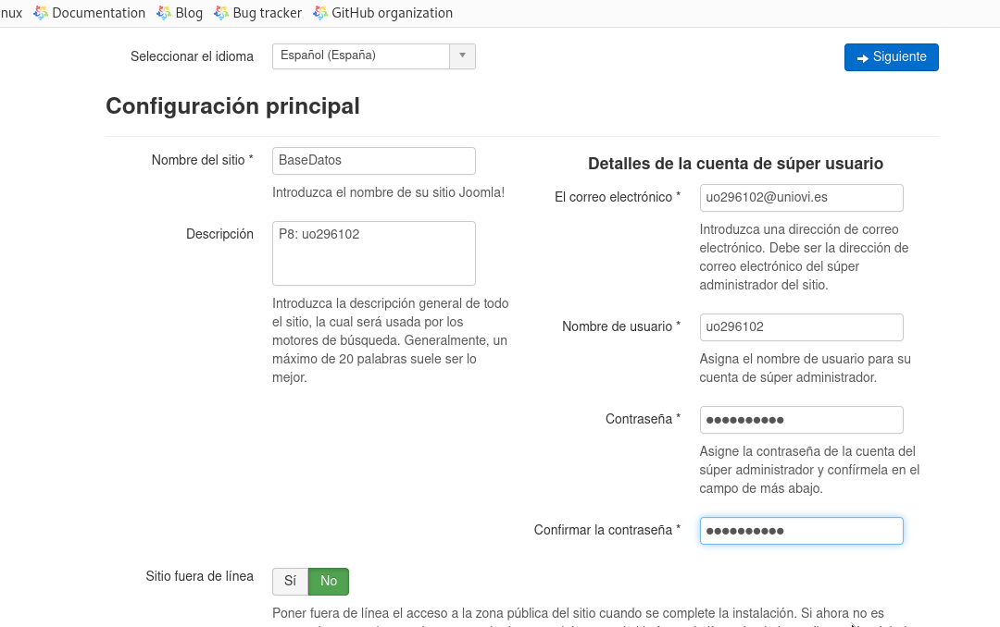 nux Documentation Blog Bug tracker GitHub organization
Seleccionar el idioma Español (España) Siguiente
Configuración principal
Nombre del sitio * BaseDatos
Introduzca el nombre de su sitio Joomla!
Descripción P8: uo296102
Introduzca la descripción general de todo
el sitio, la cual será usada por los
motores de búsqueda. Generalmente, un
máximo de 20 palabras suele ser lo
mejor.
Detalles de la cuenta de súper usuario
El correo electrónico * uo296102@uniovi.es
Introduzca una dirección de correo
electrónico. Debe ser la dirección de
correo electrónico del súper
administrador del sitio.
Nombre de usuario * uo296102
Asigna el nombre de usuario para su
cuenta de súper administrador.
Contraseña * ●●●●●●●●●●
Asigne la contraseña de la cuenta del
súper administrador y confírmela en el
campo de más abajo.
Confirmar la contraseña * ●●●●●●●●●●
Sitio fuera de línea Sí No
Poner fuera de línea el acceso a la zona pública del sitio cuando se complete la instalación. Si ahora no es